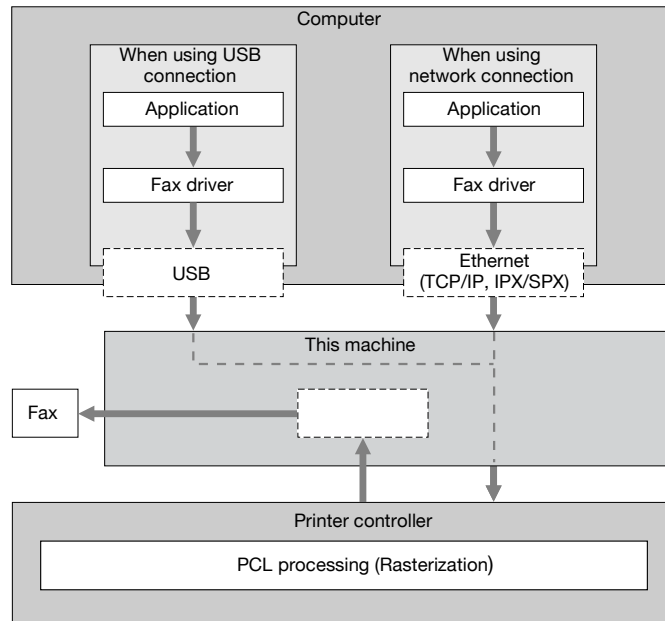 Computer
When using USB
connection
Application
Fax driver
USB
When using
network connection
Application
Fax driver
Ethernet
(TCP/IP, IPX/SPX)
This machine
Fax
Printer controller
PCL processing (Rasterization)